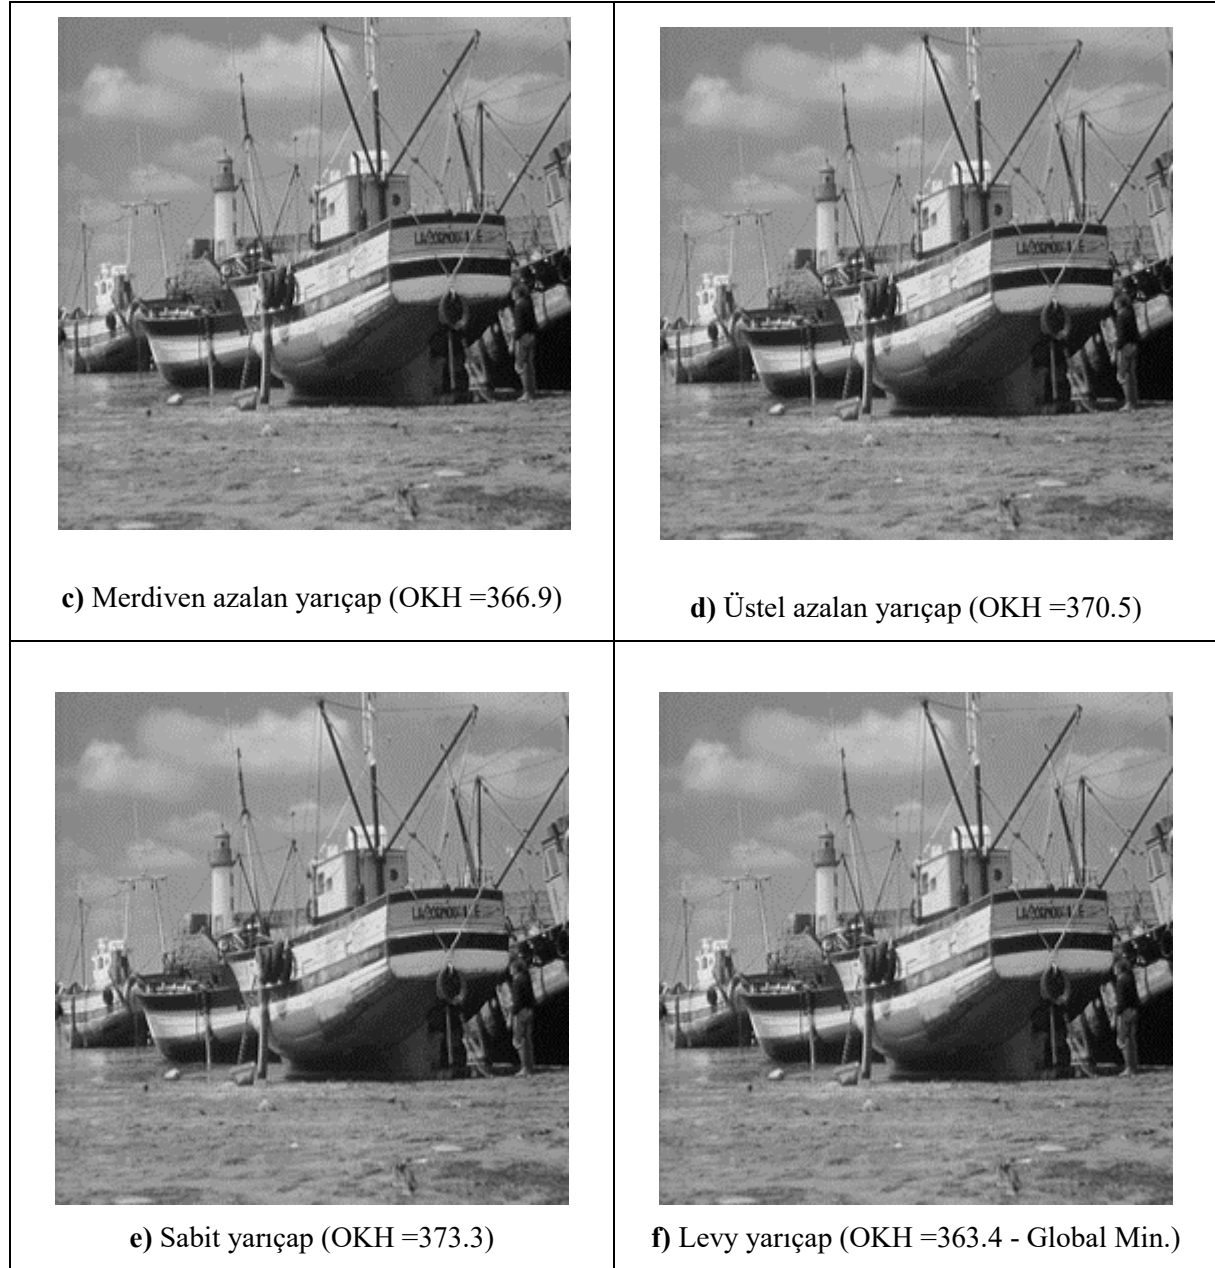 c) Merdiven azalan yarıçap (OKH =366.9)
d) Üstel azalan yarıçap (OKH =370.5)
e) Sabit yarıçap (OKH =373.3)
f) Levy yarıçap (OKH =363.4 - Global Min.)